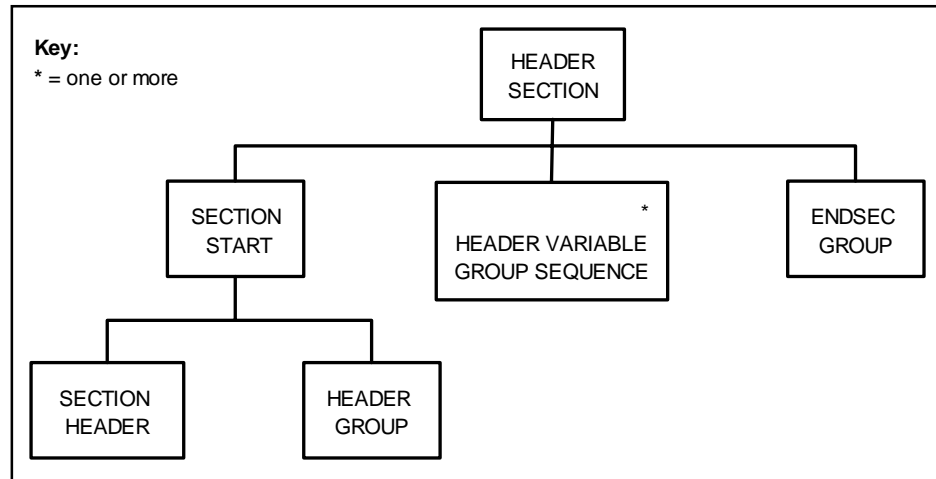 Key:
* = one or more
HEADER
SECTION
SECTION
START
*
HEADER VARIABLE
GROUP SEQUENCE
ENDSEC
GROUP
SECTION
HEADER
HEADER
GROUP